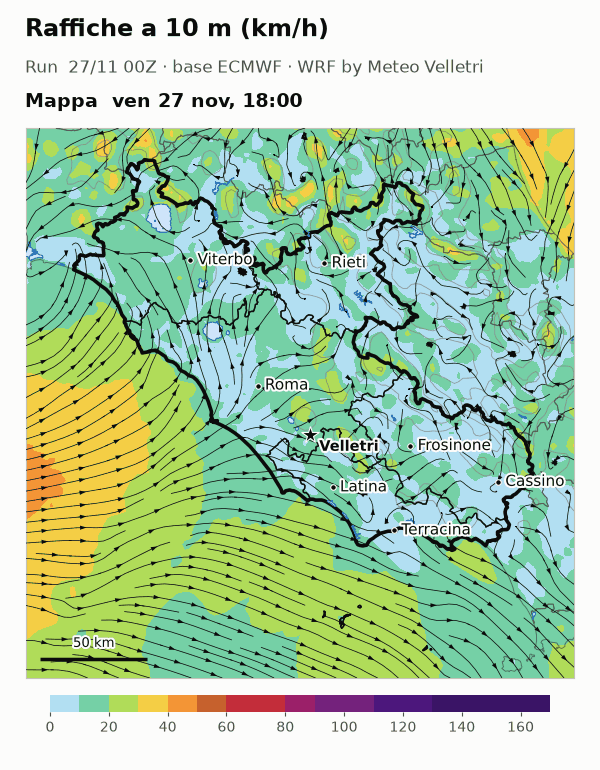 Raffiche a 10 m (km/h)
Run 27/11 00Z · base ECMWF · WRF by Meteo Velletri
Mappa ven 27 nov, 18:00
Viterbo
Rieti
Roma
Velletri
Frosinone
Cassino
Latina
Terracina
50 km
0 20 40 60 80 100 120 140 160